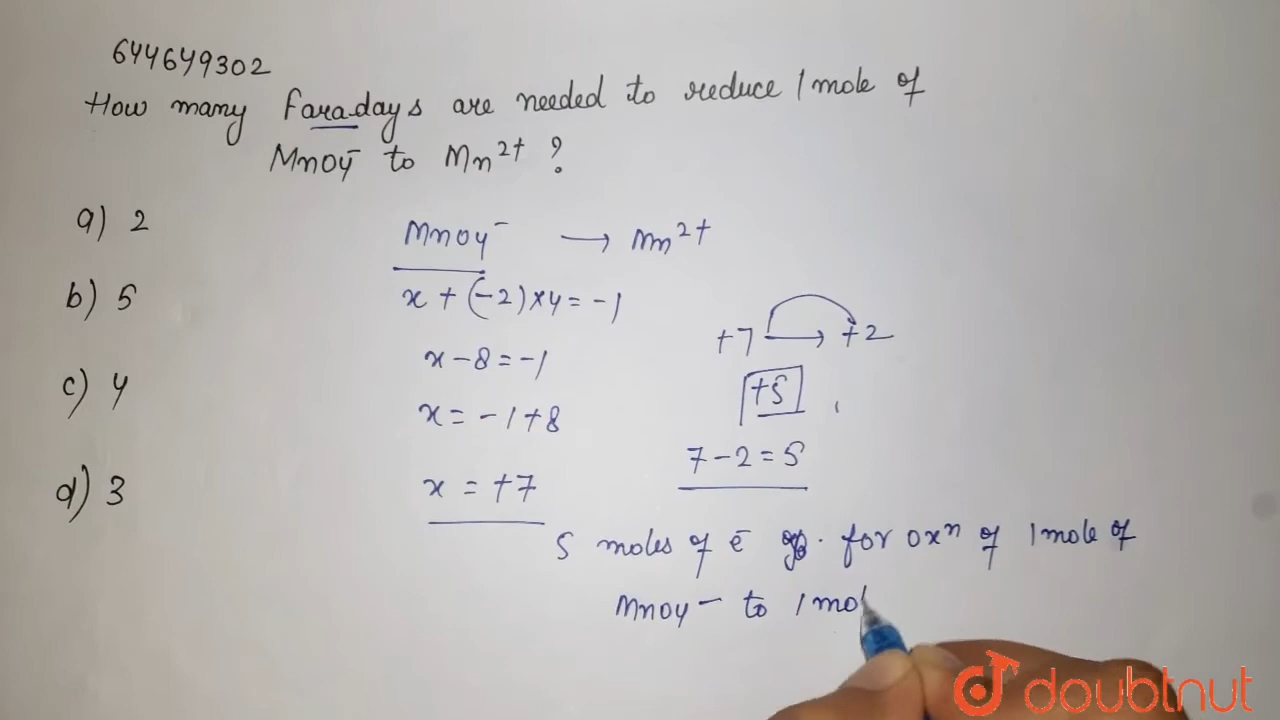 644649302
How many Faradays are needed to reduce 1 mole of
MnO4⁻ to Mn²⁺ ?
a) 2
b) 5
c) 4
d) 3
MnO4⁻ → Mn²⁺
x + (-2)×4 = -1
x - 8 = -1
x = -1+8
x = +7
+7 → +2
+5
7-2=5
5 moles of e⁻ for oxⁿ of 1 mole of
MnO4⁻ to 1 mol
doubtnut